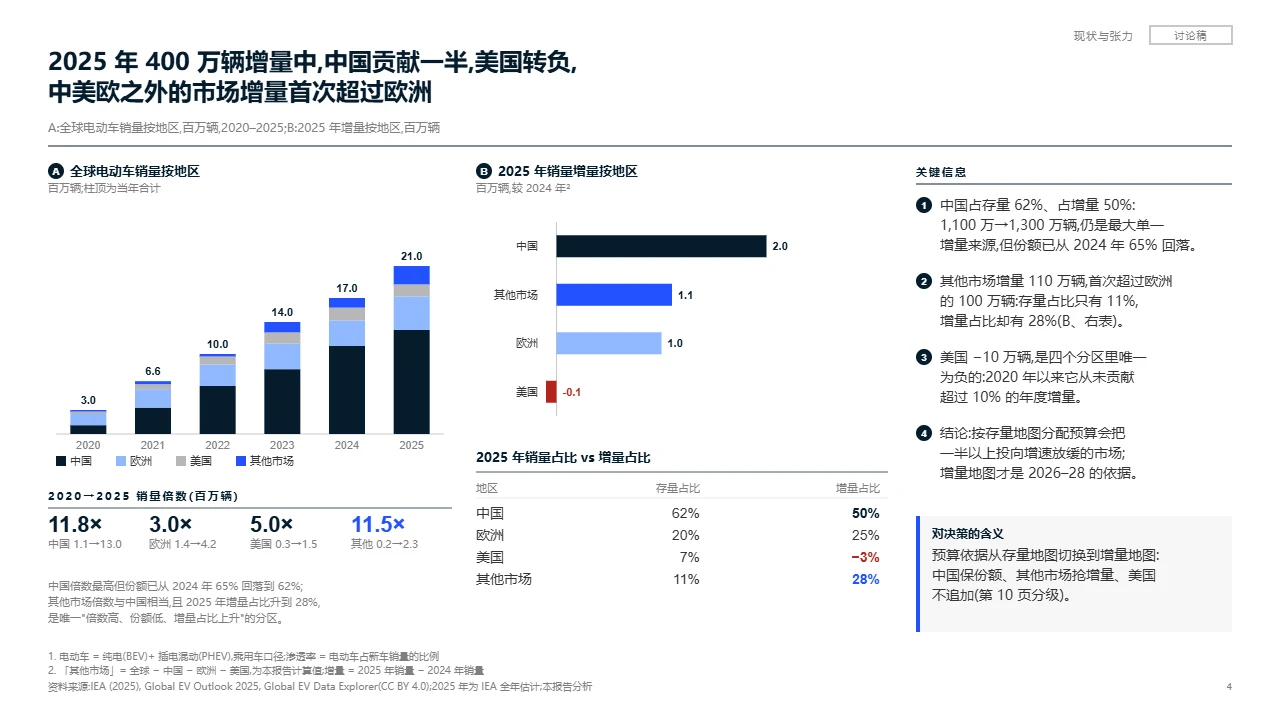 现状与张力
讨论稿
2025 年 400 万辆增量中,中国贡献一半,美国转负,
中美欧之外的市场增量首次超过欧洲
A:全球电动车销量按地区,百万辆,2020–2025;B:2025 年增量按地区,百万辆
A 全球电动车销量按地区
百万辆;柱顶为当年合计
3.0
6.6
10.0
14.0
17.0
21.0
2020 2021 2022 2023 2024 2025
中国 欧洲 美国 其他市场
2020→2025 销量倍数(百万辆)
11.8× 3.0× 5.0× 11.5×
中国 1.1→13.0 欧洲 1.4→4.2 美国 0.3→1.5 其他 0.2→2.3
中国倍数最高但份额已从 2024 年 65% 回落到 62%;
其他市场倍数与中国相当,且 2025 年增量占比升到 28%,
是唯一"倍数高、份额低、增量占比上升"的分区。
B 2025 年销量增量按地区
百万辆,较 2024 年²
中国 2.0
其他市场 1.1
欧洲 1.0
美国 -0.1
2025 年销量占比 vs 增量占比
地区 存量占比 增量占比
中国 62% 50%
欧洲 20% 25%
美国 7% −3%
其他市场 11% 28%
关键信息
1 中国占存量 62%、占增量 50%:
1,100 万→1,300 万辆,仍是最大单一
增量来源,但份额已从 2024 年 65% 回落。
2 其他市场增量 110 万辆,首次超过欧洲
的 100 万辆:存量占比只有 11%,
增量占比却有 28%(B、右表)。
3 美国 −10 万辆,是四个分区里唯一
为负的:2020 年以来它从未贡献
超过 10% 的年度增量。
4 结论:按存量地图分配预算会把
一半以上投向增速放缓的市场;
增量地图才是 2026–28 的依据。
对决策的含义
预算依据从存量地图切换到增量地图:
中国保份额、其他市场抢增量、美国
不追加(第 10 页分级)。
1. 电动车 = 纯电(BEV)+ 插电混动(PHEV),乘用车口径;渗透率 = 电动车占新车销量的比例
2. 「其他市场」= 全球 − 中国 − 欧洲 − 美国,为本报告计算值;增量 = 2025 年销量 − 2024 年销量
资料来源:IEA (2025), Global EV Outlook 2025, Global EV Data Explorer(CC BY 4.0);2025 年为 IEA 全年估计;本报告分析
4